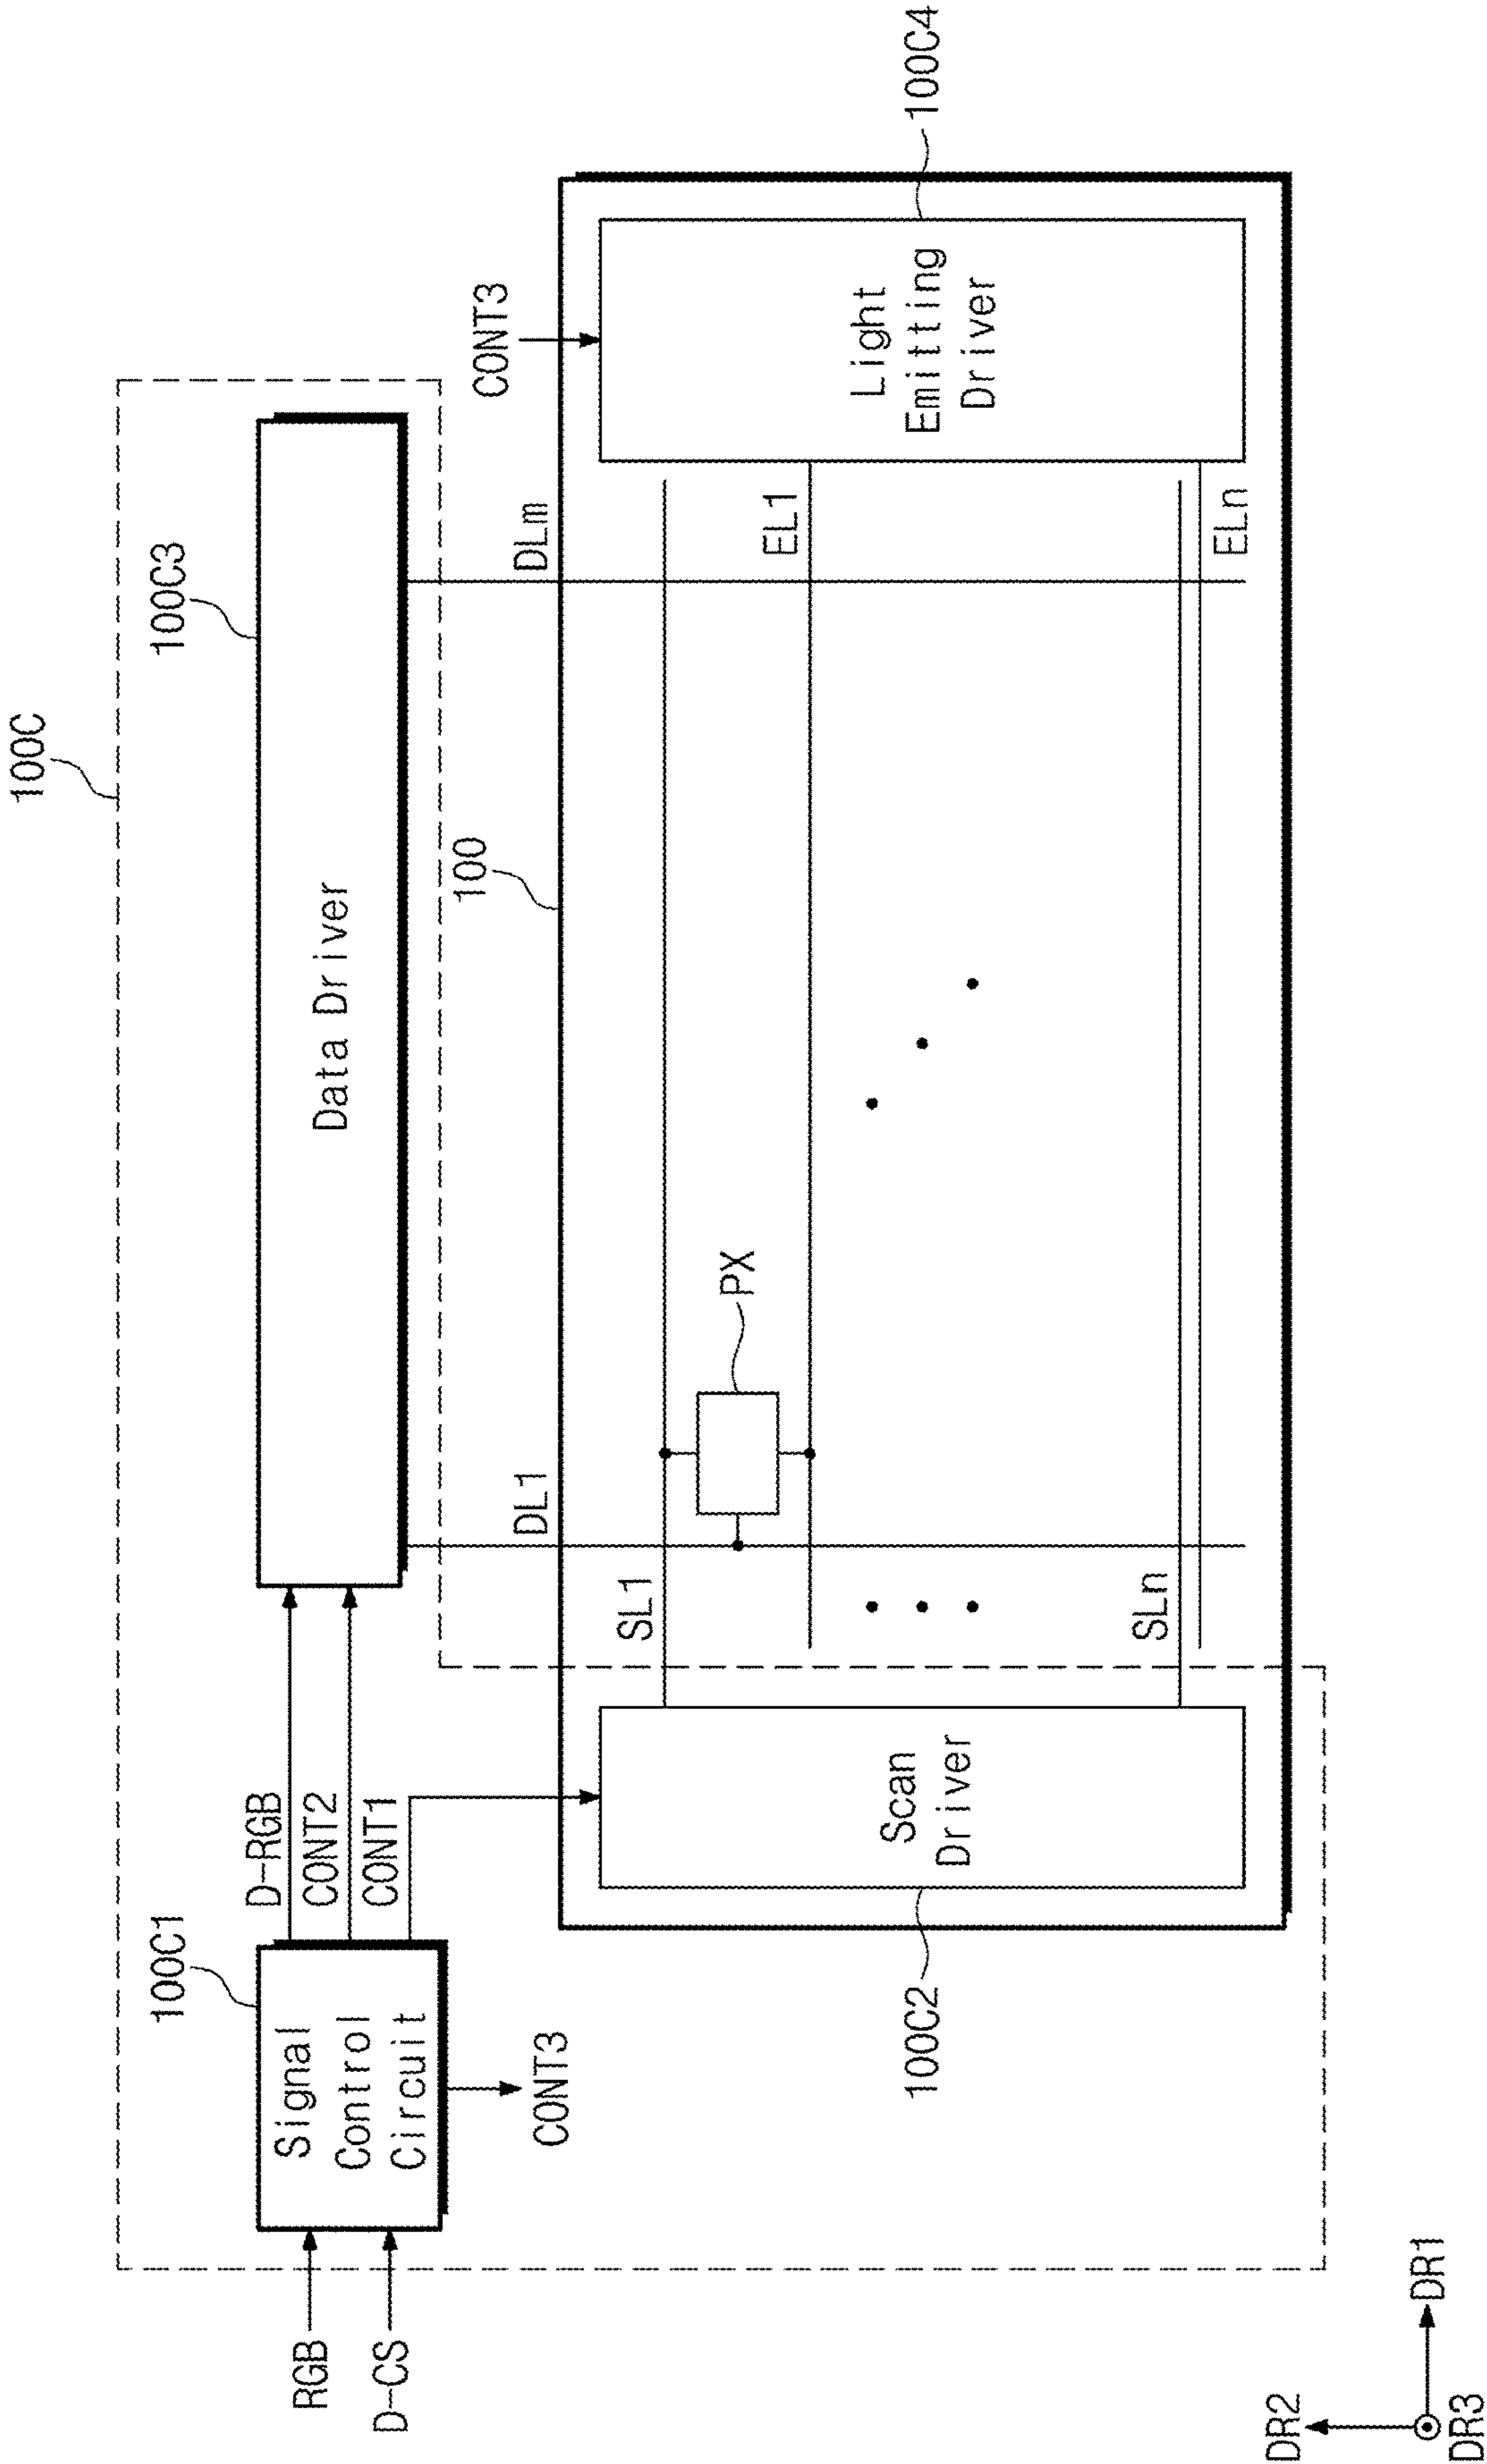 100C
100C1
100C3
RGB
D-CS
Signal
Control
Circuit
D-RGB
CONT2
CONT1
CONT3
Data Driver
100
DL1
DLm
CONT3
SL1
PX
EL1
Scan
Driver
Light
Emitting
Driver
SLn
ELn
100C2
100C4
DR2
DR3
DR1